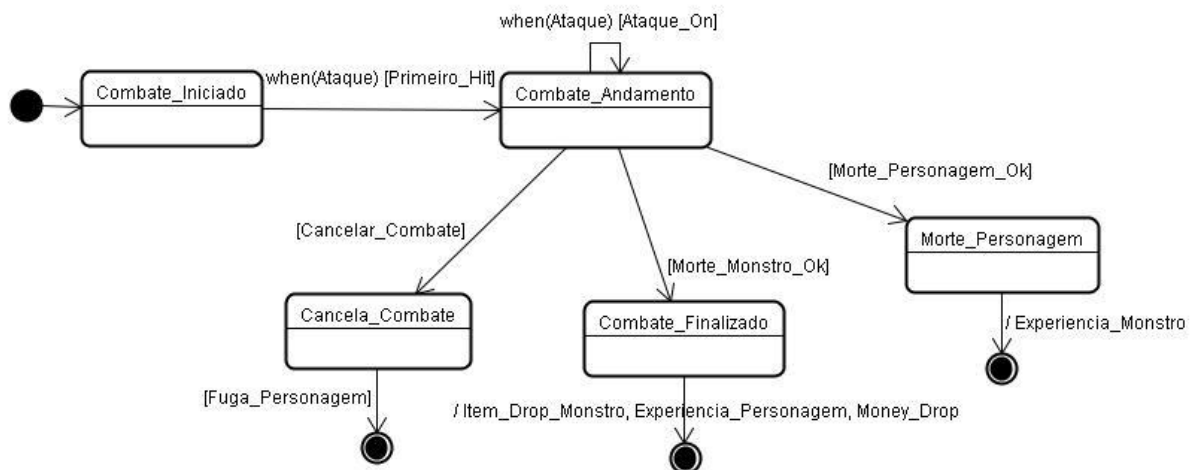 when(Ataque) [Ataque_On]
Combate_Iniciado
when(Ataque) [Primeiro_Hit]
Combate_Andamento
[Morte_Personagem_Ok]
[Cancelar_Combate]
Morte_Personagem
[Morte_Monstro_Ok]
Cancela_Combate
Combate_Finalizado
/ Experiencia_Monstro
[Fuga_Personagem]
/ Item_Drop_Monstro, Experiencia_Personagem, Money_Drop